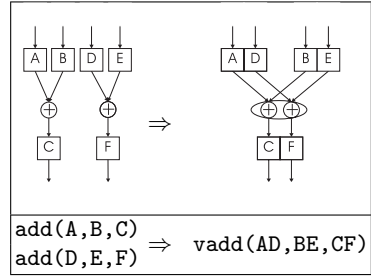 A B D E A D B E
+ + ⇒ + +
C F C F
add(A,B,C)
add(D,E,F) ⇒ vadd(AD,BE,CF)